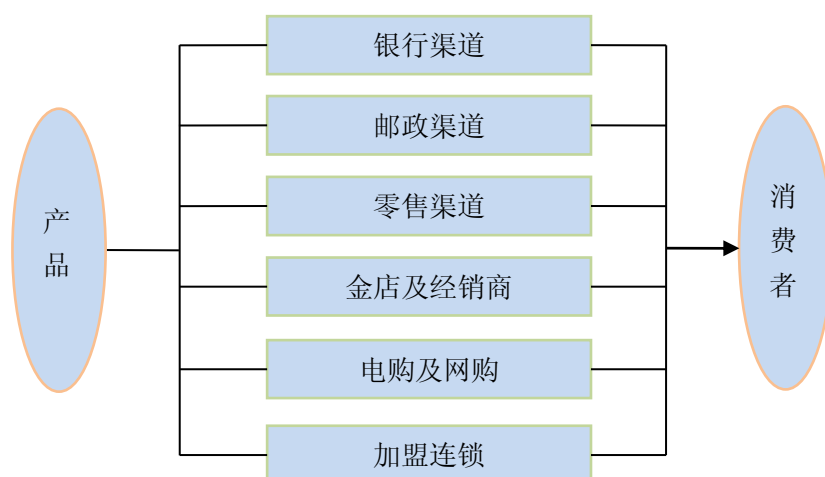 产品
银行渠道
邮政渠道
零售渠道
金店及经销商
电购及网购
加盟连锁
消费者